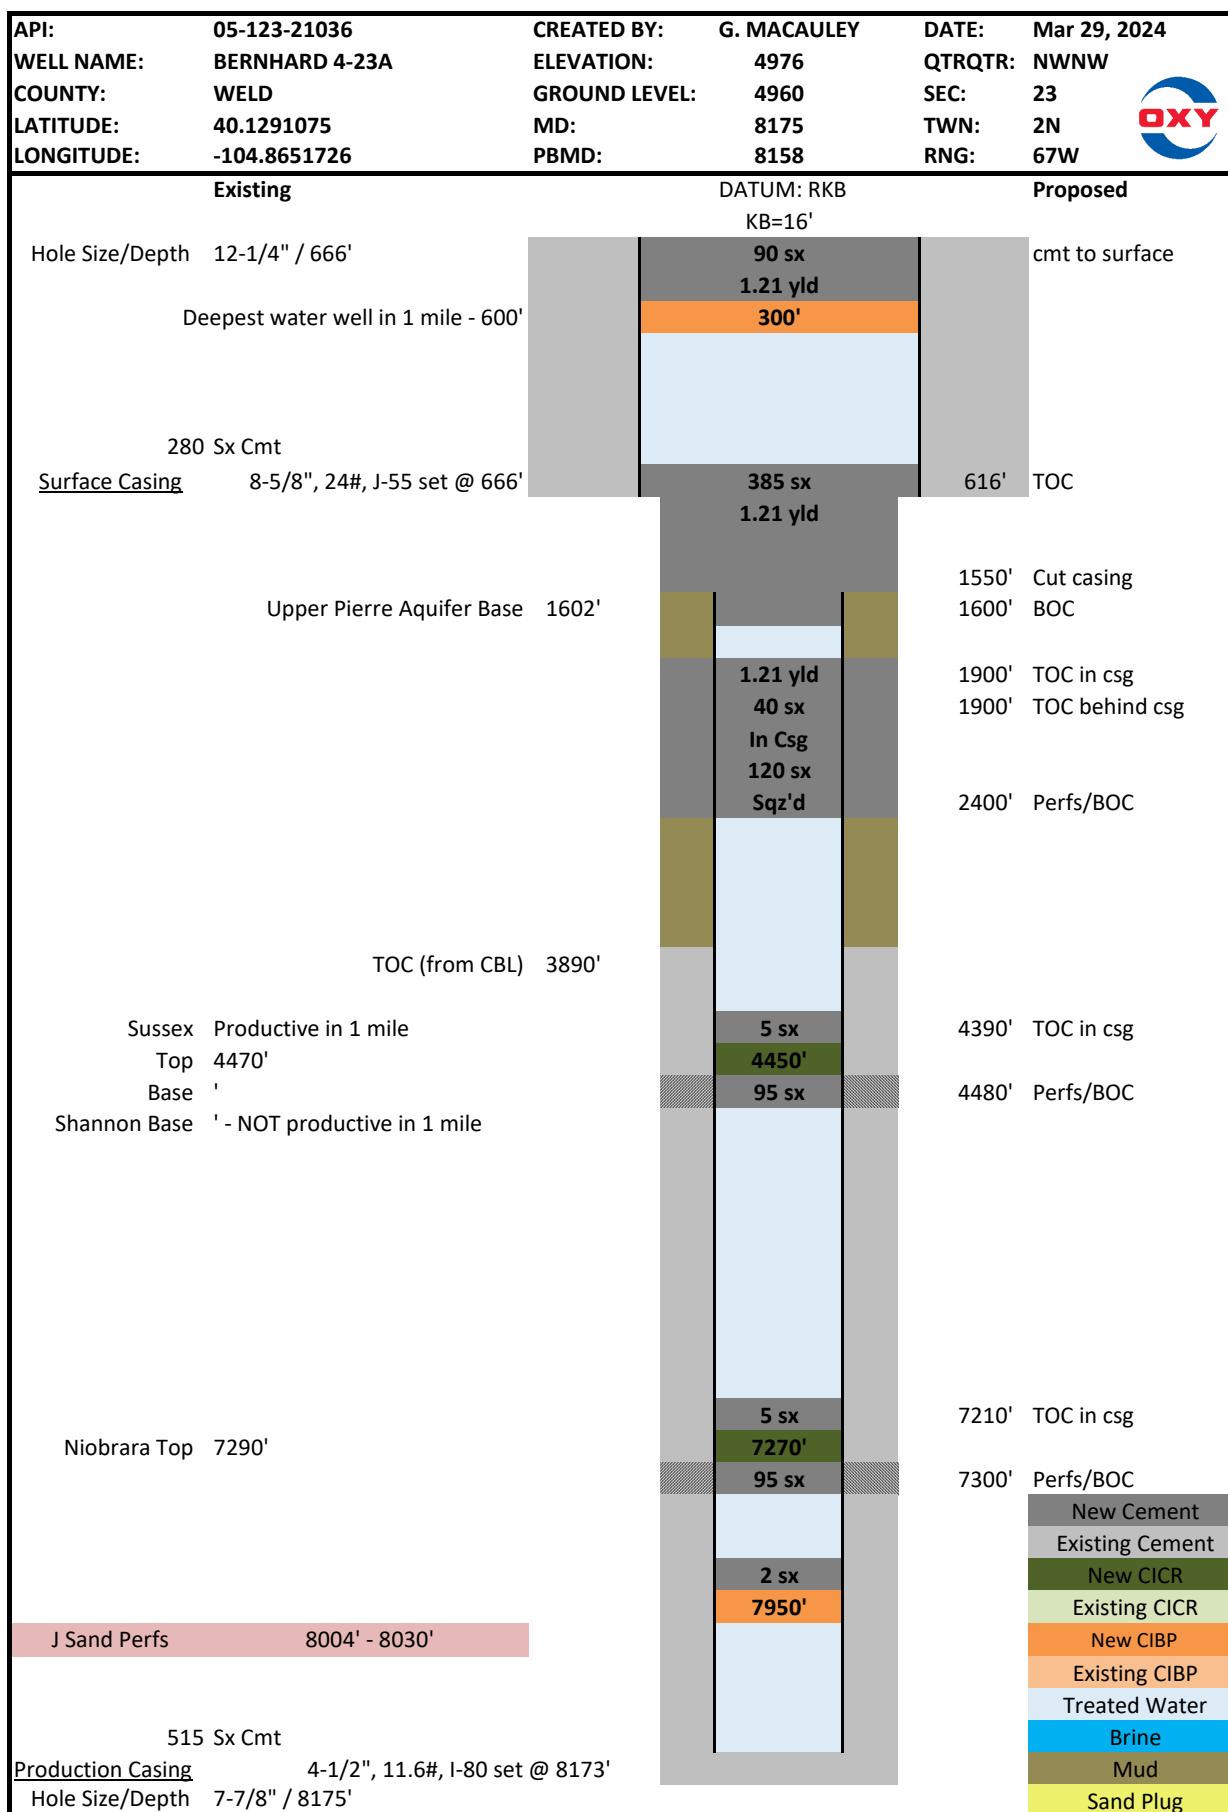 API: 05-123-21036 CREATED BY: G. MACAULEY DATE: Mar 29, 2024
WELL NAME: BERNHARD 4-23A ELEVATION: 4976 QTRQTR: NWNW
COUNTY: WELD GROUND LEVEL: 4960 SEC: 23
LATITUDE: 40.1291075 MD: 8175 TWN: 2N
LONGITUDE: -104.8651726 PBMD: 8158 RNG: 67W
OXY
Existing DATUM: RKB Proposed
KB=16'
Hole Size/Depth 12-1/4" / 666' 90 sx cmt to surface
1.21 yld
Deepest water well in 1 mile - 600' 300'
280 Sx Cmt
Surface Casing 8-5/8", 24#, J-55 set @ 666' 385 sx 616' TOC
1.21 yld
1550' Cut casing
Upper Pierre Aquifer Base 1602' 1600' BOC
1.21 yld 1900' TOC in csg
40 sx 1900' TOC behind csg
In Csg
120 sx
Sqz'd 2400' Perfs/BOC
TOC (from CBL) 3890'
Sussex Productive in 1 mile 5 sx 4390' TOC in csg
Top 4470' 4450'
Base ' 95 sx 4480' Perfs/BOC
Shannon Base ' - NOT productive in 1 mile
5 sx 7210' TOC in csg
Niobrara Top 7290' 7270'
95 sx 7300' Perfs/BOC
New Cement
Existing Cement
2 sx New CICR
7950' Existing CICR
J Sand Perfs 8004' - 8030' New CIBP
Existing CIBP
Treated Water
515 Sx Cmt Brine
Production Casing 4-1/2", 11.6#, I-80 set @ 8173' Mud
Hole Size/Depth 7-7/8" / 8175' Sand Plug